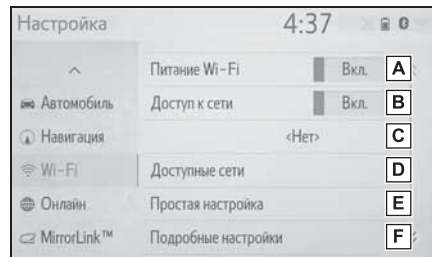 Настройка 4:37
Питание Wi-Fi Вкл. A
Автомобиль Доступ к сети Вкл. B
Навигация <Нет> C
Wi-Fi Доступные сети D
Онлайн Простая настройка E
MirrorLink™ Подробные настройки F